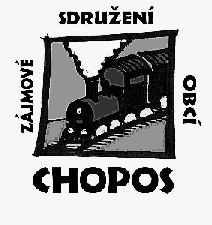 SDRUŽENÍ
ZÁJMOVÉ
OBCÍ
CHOPOS